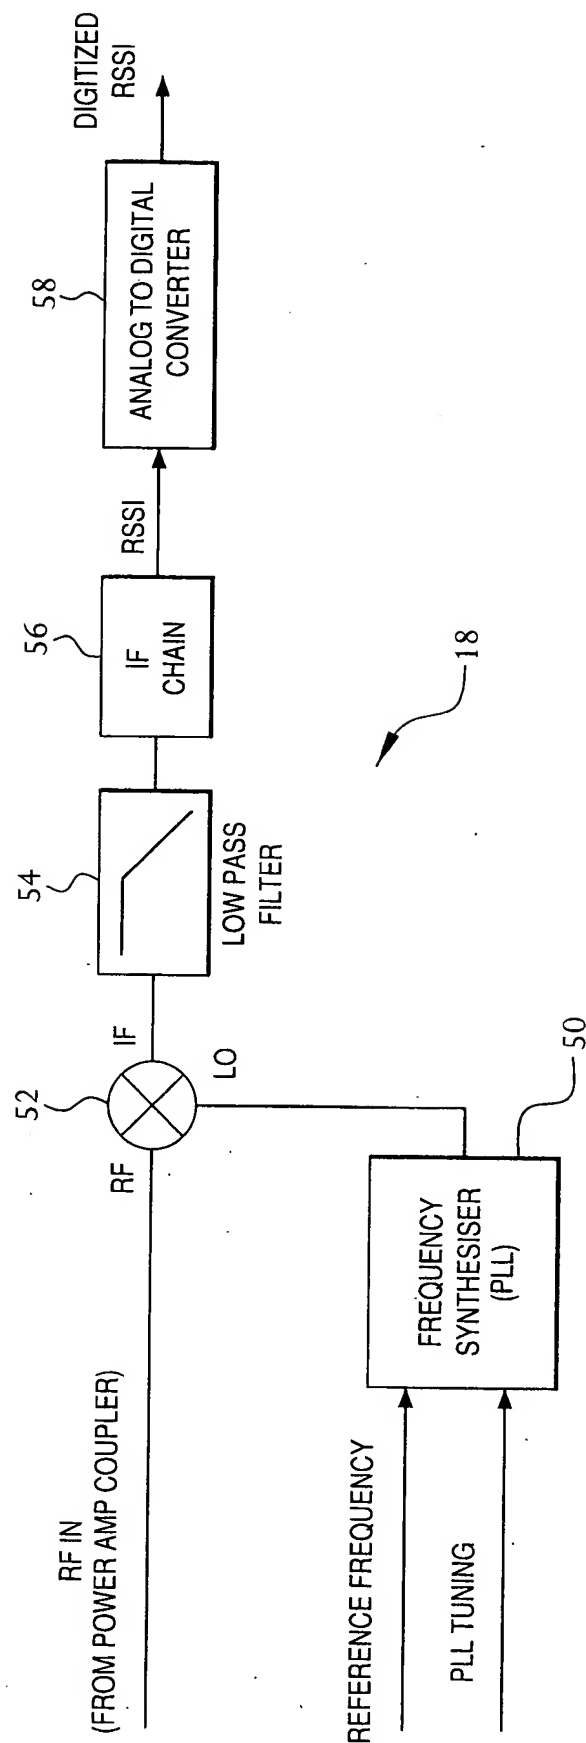 RF IN
(FROM POWER AMP COUPLER)
RF
52
IF
LO
54
LOW PASS
FILTER
56
IF
CHAIN
RSSI
58
ANALOG TO DIGITAL
CONVERTER
DIGITIZED
RSSI
REFERENCE FREQUENCY
PLL TUNING
FREQUENCY
SYNTHESISER
(PLL)
50
18